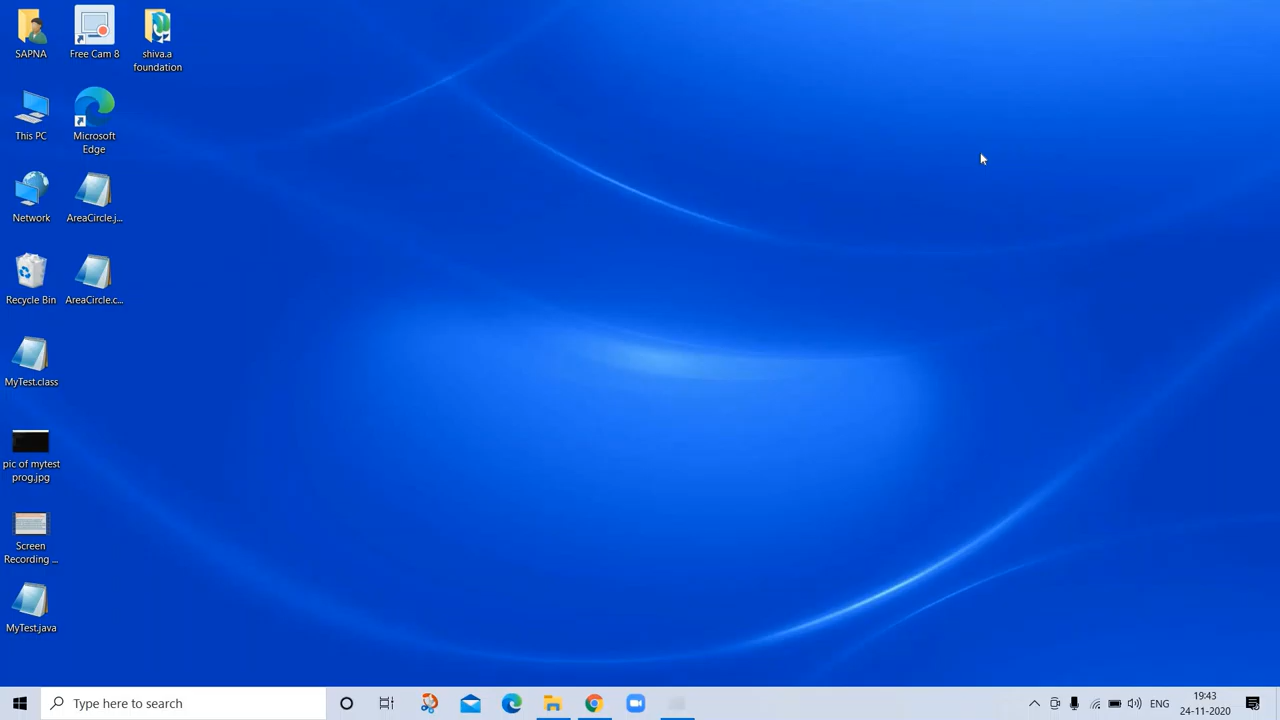 SAPNA
Free Cam 8
shiva.a
foundation
This PC
Microsoft
Edge
Network
AreaCircle.j...
Recycle Bin
AreaCircle.c...
MyTest.class
pic of mytest
prog.jpg
Screen
Recording ...
MyTest.java
Type here to search
ENG
19:43
24-11-2020